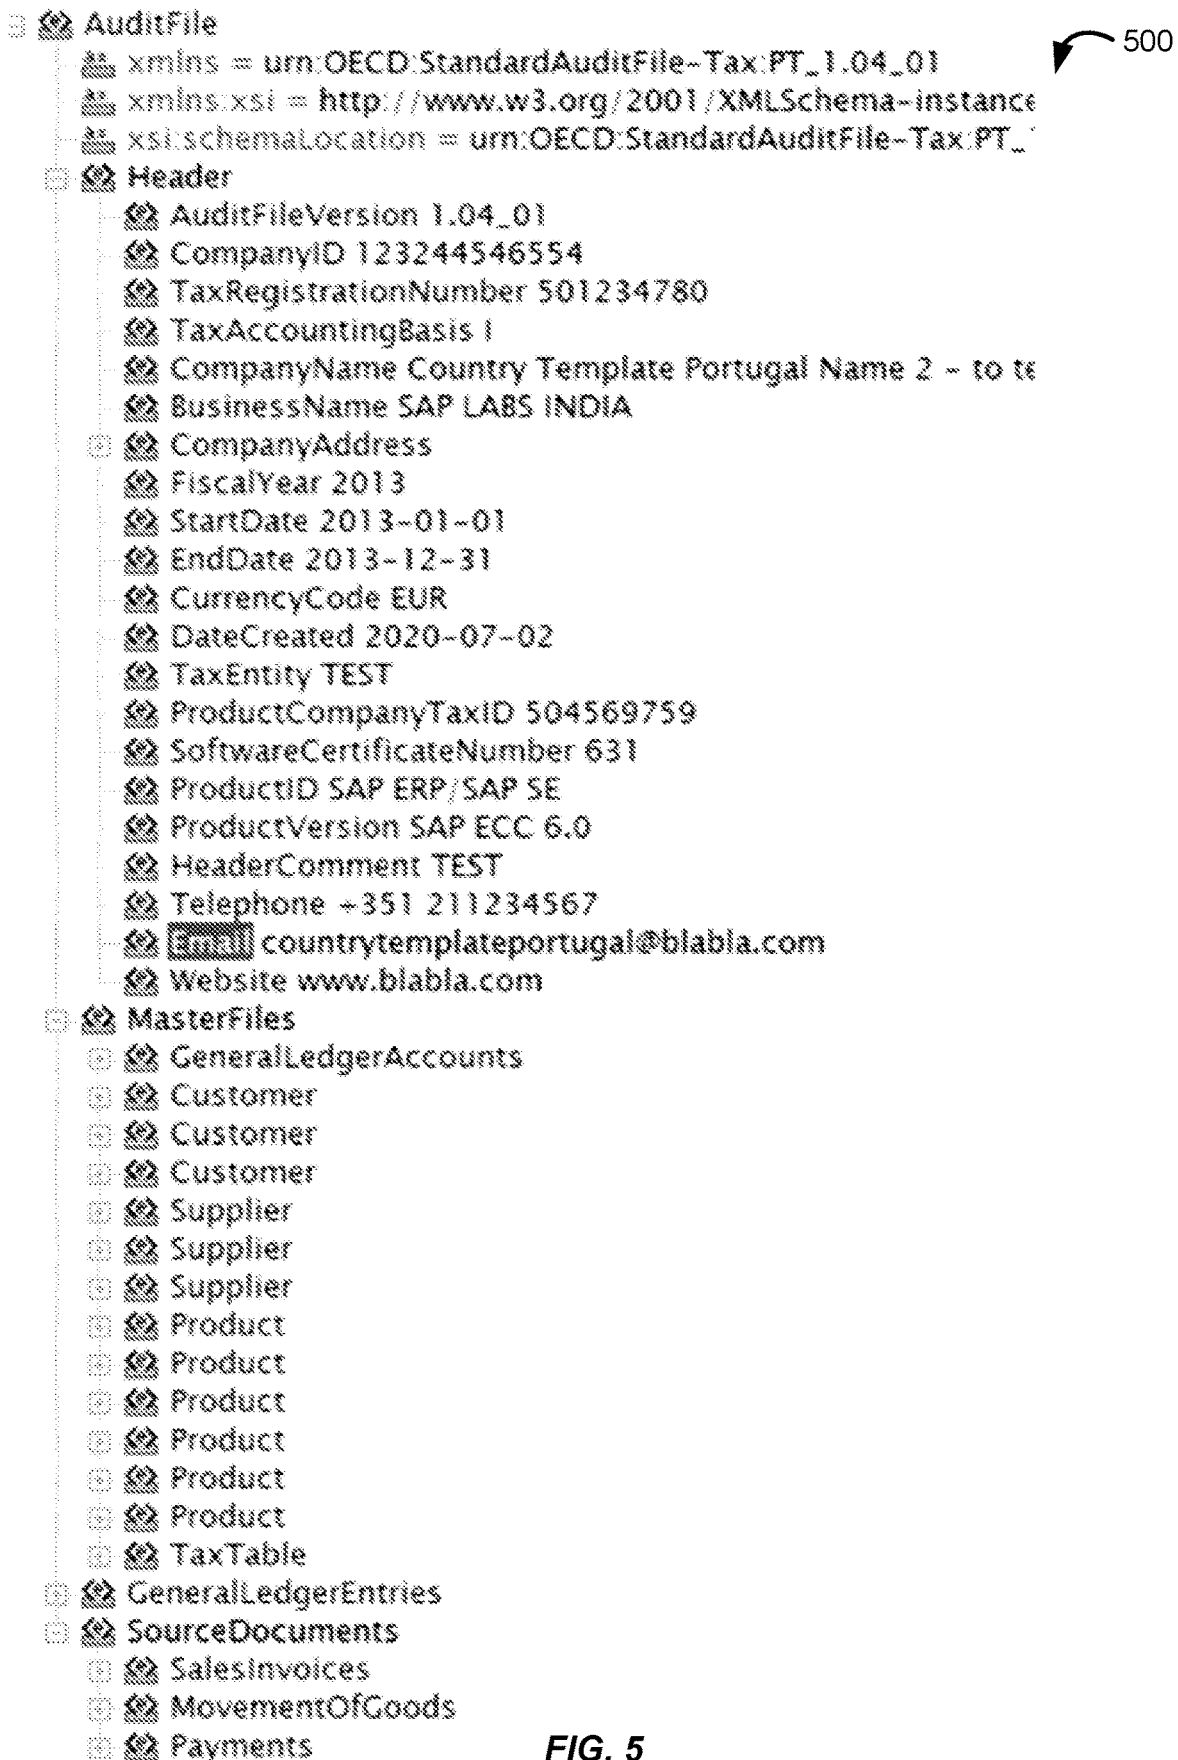 AuditFile
500
xmlns = urn:OECD:StandardAuditFile-Tax:PT_1.04_01
xmlns:xsi = http://www.w3.org/2001/XMLSchema-instance
xsi:schemaLocation = urn:OECD:StandardAuditFile-Tax:PT_
Header
AuditFileVersion 1.04_01
CompanyID 123244546554
TaxRegistrationNumber 501234780
TaxAccountingBasis I
CompanyName Country Template Portugal Name 2 - to te
BusinessName SAP LABS INDIA
CompanyAddress
FiscalYear 2013
StartDate 2013-01-01
EndDate 2013-12-31
CurrencyCode EUR
DateCreated 2020-07-02
TaxEntity TEST
ProductCompanyTaxID 504569759
SoftwareCertificateNumber 631
ProductID SAP ERP/SAP SE
ProductVersion SAP ECC 6.0
HeaderComment TEST
Telephone +351 211234567
Email countrytemplateportugal@blabla.com
Website www.blabla.com
MasterFiles
GeneralLedgerAccounts
Customer
Customer
Customer
Supplier
Supplier
Supplier
Product
Product
Product
Product
Product
Product
TaxTable
GeneralLedgerEntries
SourceDocuments
SalesInvoices
MovementOfGoods
Payments
FIG. 5